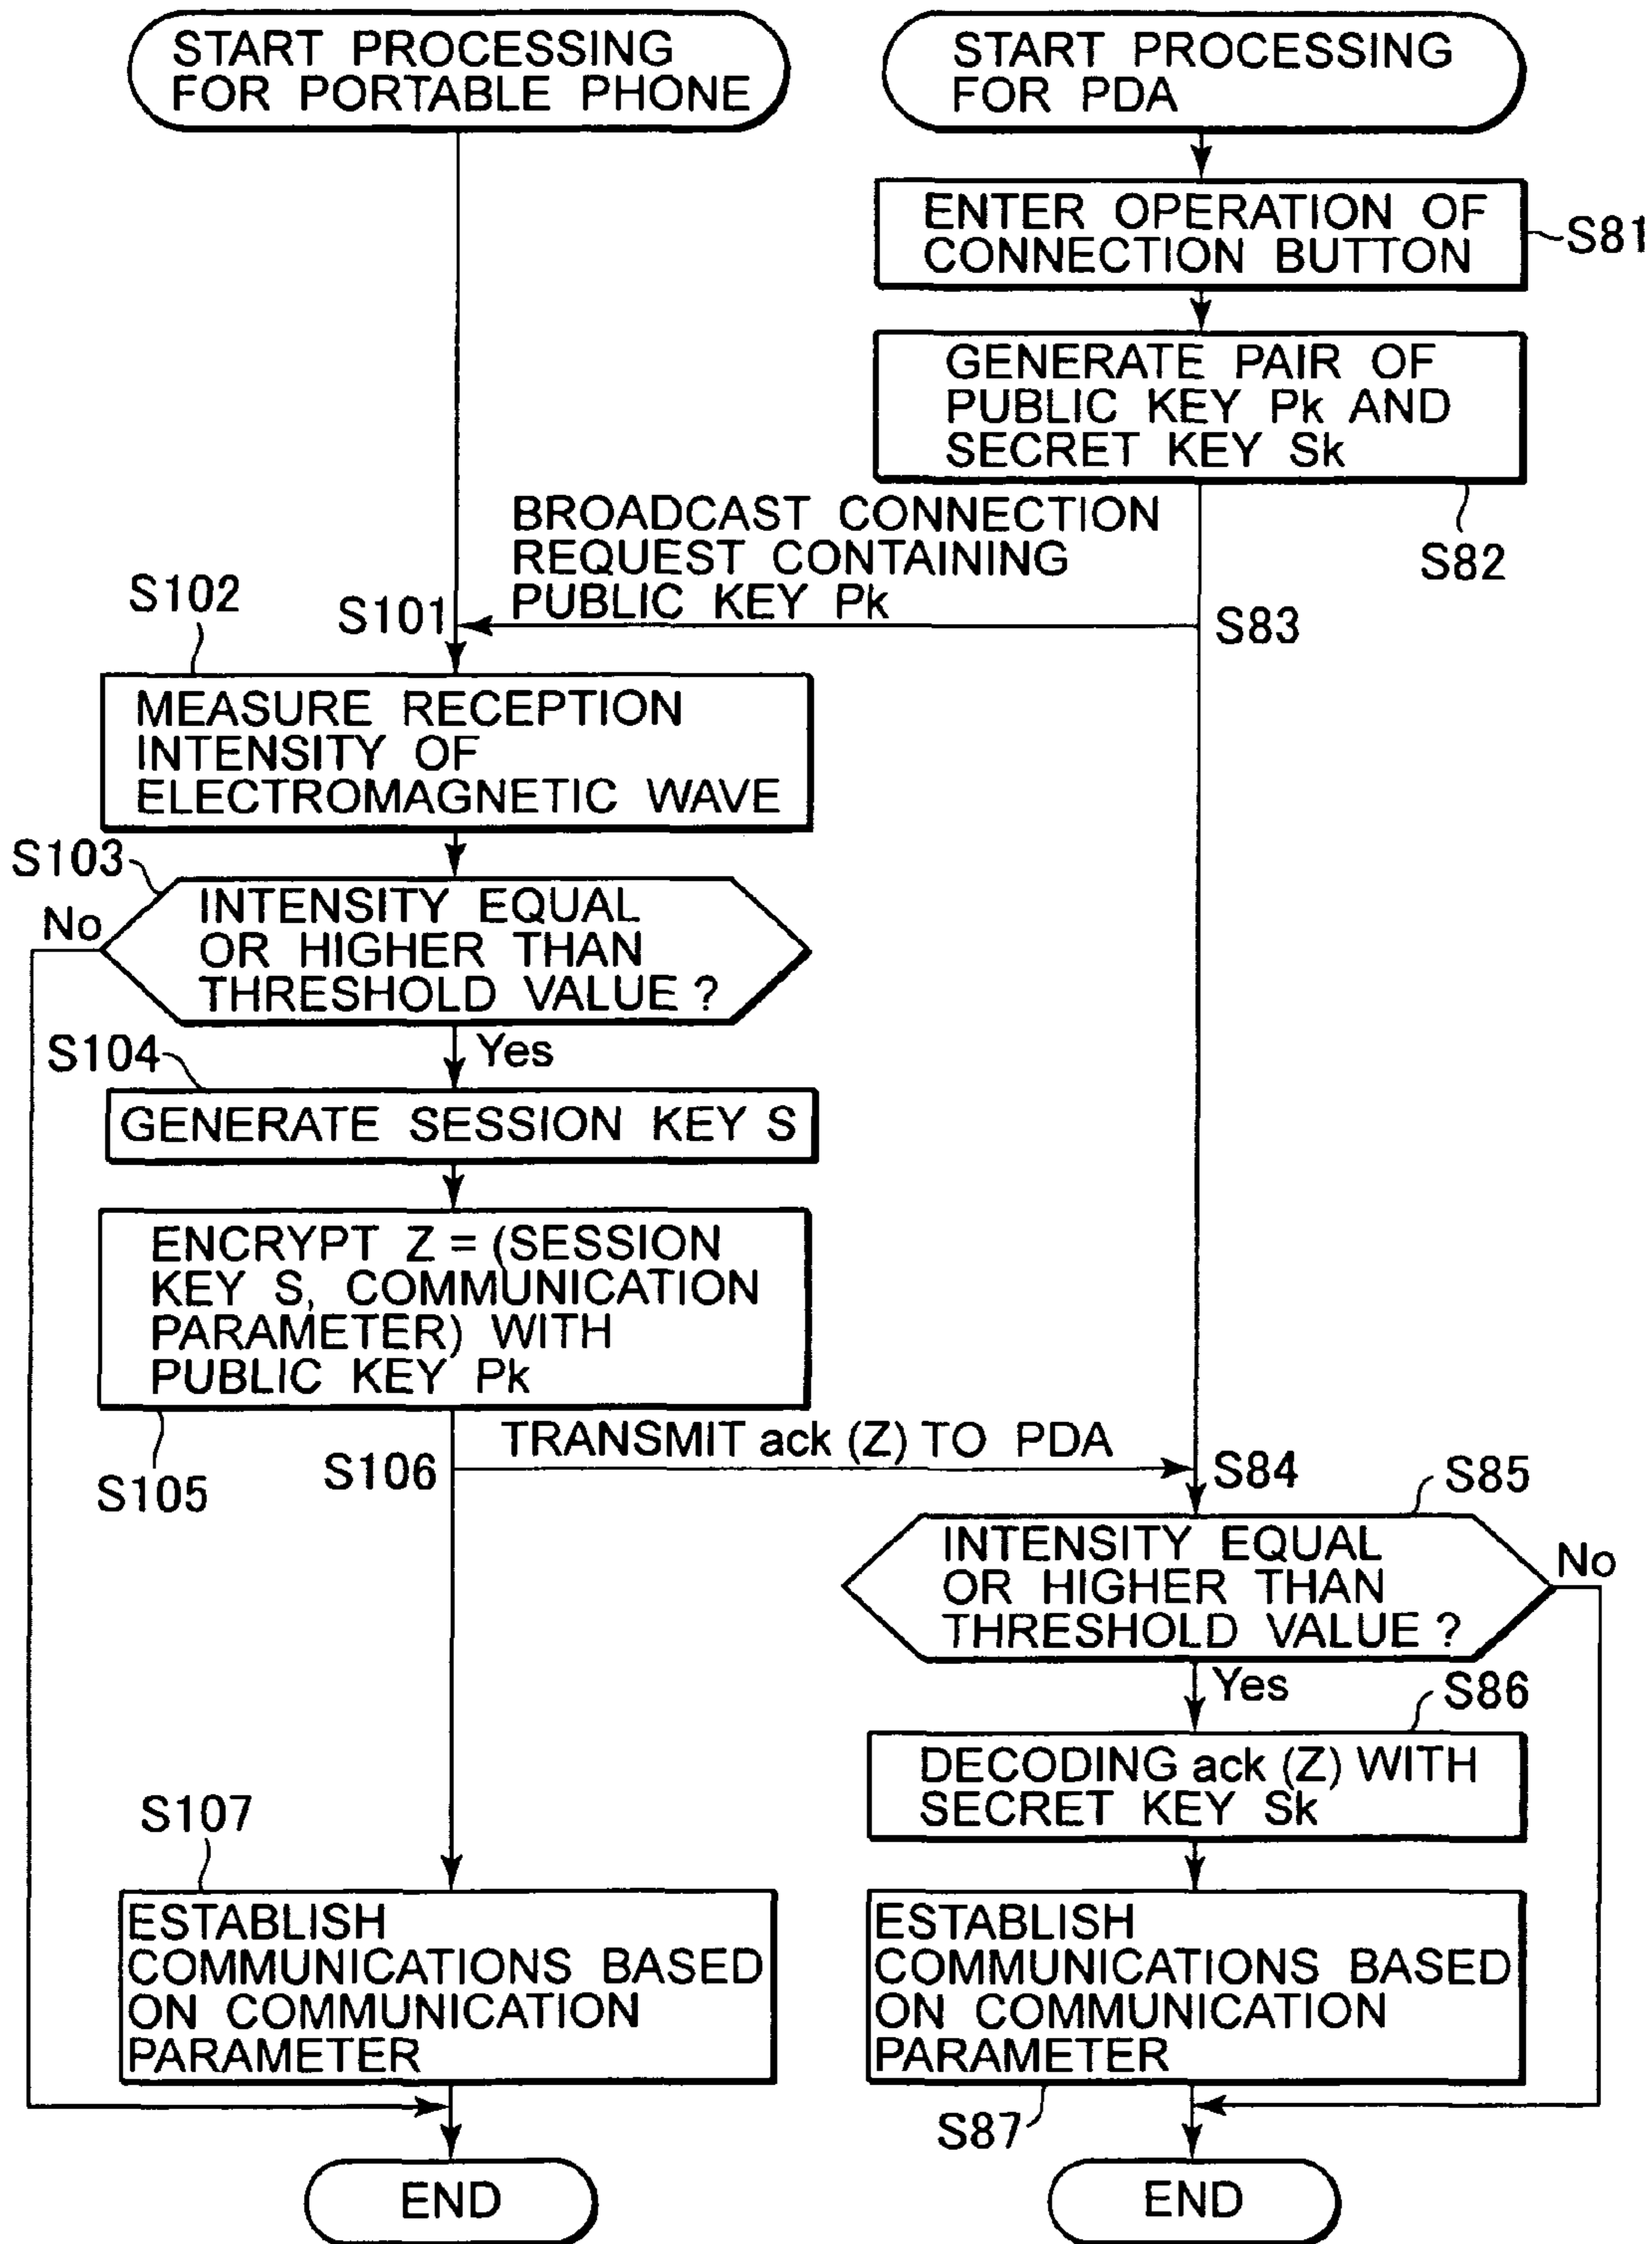 START PROCESSING
FOR PORTABLE PHONE
START PROCESSING
FOR PDA
ENTER OPERATION OF
CONNECTION BUTTON
S81
GENERATE PAIR OF
PUBLIC KEY Pk AND
SECRET KEY Sk
S82
BROADCAST CONNECTION
REQUEST CONTAINING
PUBLIC KEY Pk
S102
S101
S83
MEASURE RECEPTION
INTENSITY OF
ELECTROMAGNETIC WAVE
S103
No
INTENSITY EQUAL
OR HIGHER THAN
THRESHOLD VALUE ?
Yes
S104
GENERATE SESSION KEY S
ENCRYPT Z = (SESSION
KEY S, COMMUNICATION
PARAMETER) WITH
PUBLIC KEY Pk
S105
S106
TRANSMIT ack (Z) TO PDA
S84
S85
INTENSITY EQUAL
OR HIGHER THAN
THRESHOLD VALUE ?
No
Yes
S86
DECODING ack (Z) WITH
SECRET KEY Sk
S107
ESTABLISH
COMMUNICATIONS BASED
ON COMMUNICATION
PARAMETER
ESTABLISH
COMMUNICATIONS BASED
ON COMMUNICATION
PARAMETER
S87
END
END